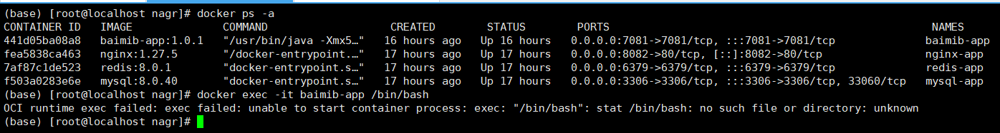 (base) [root@localhost nagr]# docker ps -a
CONTAINER ID   IMAGE              COMMAND                  CREATED        STATUS        PORTS                                                  NAMES
441d05ba08a8   baimib-app:1.0.1   "/usr/bin/java -Xmx5…"   16 hours ago   Up 16 hours   0.0.0.0:7081->7081/tcp, :::7081->7081/tcp              baimib-app
fea5838ca463   nginx:1.27.5       "/docker-entrypoint.…"   17 hours ago   Up 17 hours   0.0.0.0:8082->80/tcp, [::]:8082->80/tcp                nginx-app
7af87c1de523   redis:8.0.1        "docker-entrypoint.s…"   17 hours ago   Up 17 hours   0.0.0.0:6379->6379/tcp, :::6379->6379/tcp              redis-app
f503a0283e6e   mysql:8.0.40       "docker-entrypoint.s…"   17 hours ago   Up 17 hours   0.0.0.0:3306->3306/tcp, :::3306->3306/tcp, 33060/tcp   mysql-app
(base) [root@localhost nagr]# docker exec -it baimib-app /bin/bash
OCI runtime exec failed: exec failed: unable to start container process: exec: "/bin/bash": stat /bin/bash: no such file or directory: unknown
(base) [root@localhost nagr]#